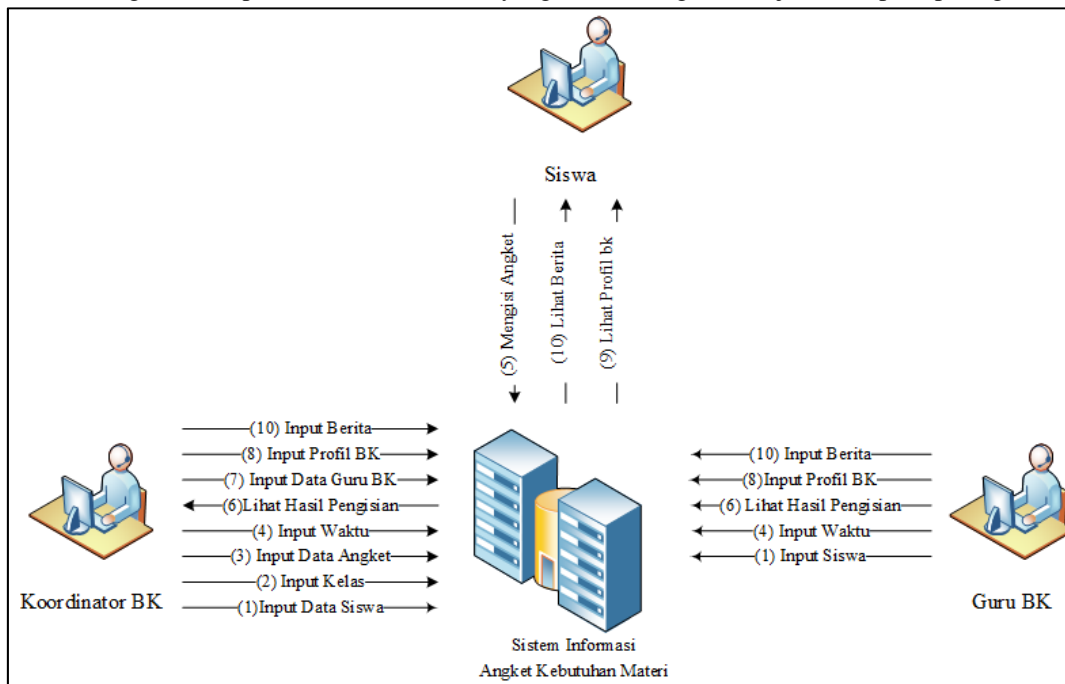 Siswa
(5) Mengisi Angket
(10) Lihat Berita
(9) Lihat Profil bk
(10) Input Berita
(8) Input Profil BK
(7) Input Data Guru BK
(6)Lihat Hasil Pengisian
(4) Input Waktu
(3) Input Data Angket
(2) Input Kelas
(1)Input Data Siswa
Koordinator BK
(10) Input Berita
(8)Input Profil BK
(6) Lihat Hasil Pengisian
(4) Input Waktu
(1) Input Siswa
Guru BK
Sistem Informasi
Angket Kebutuhan Materi